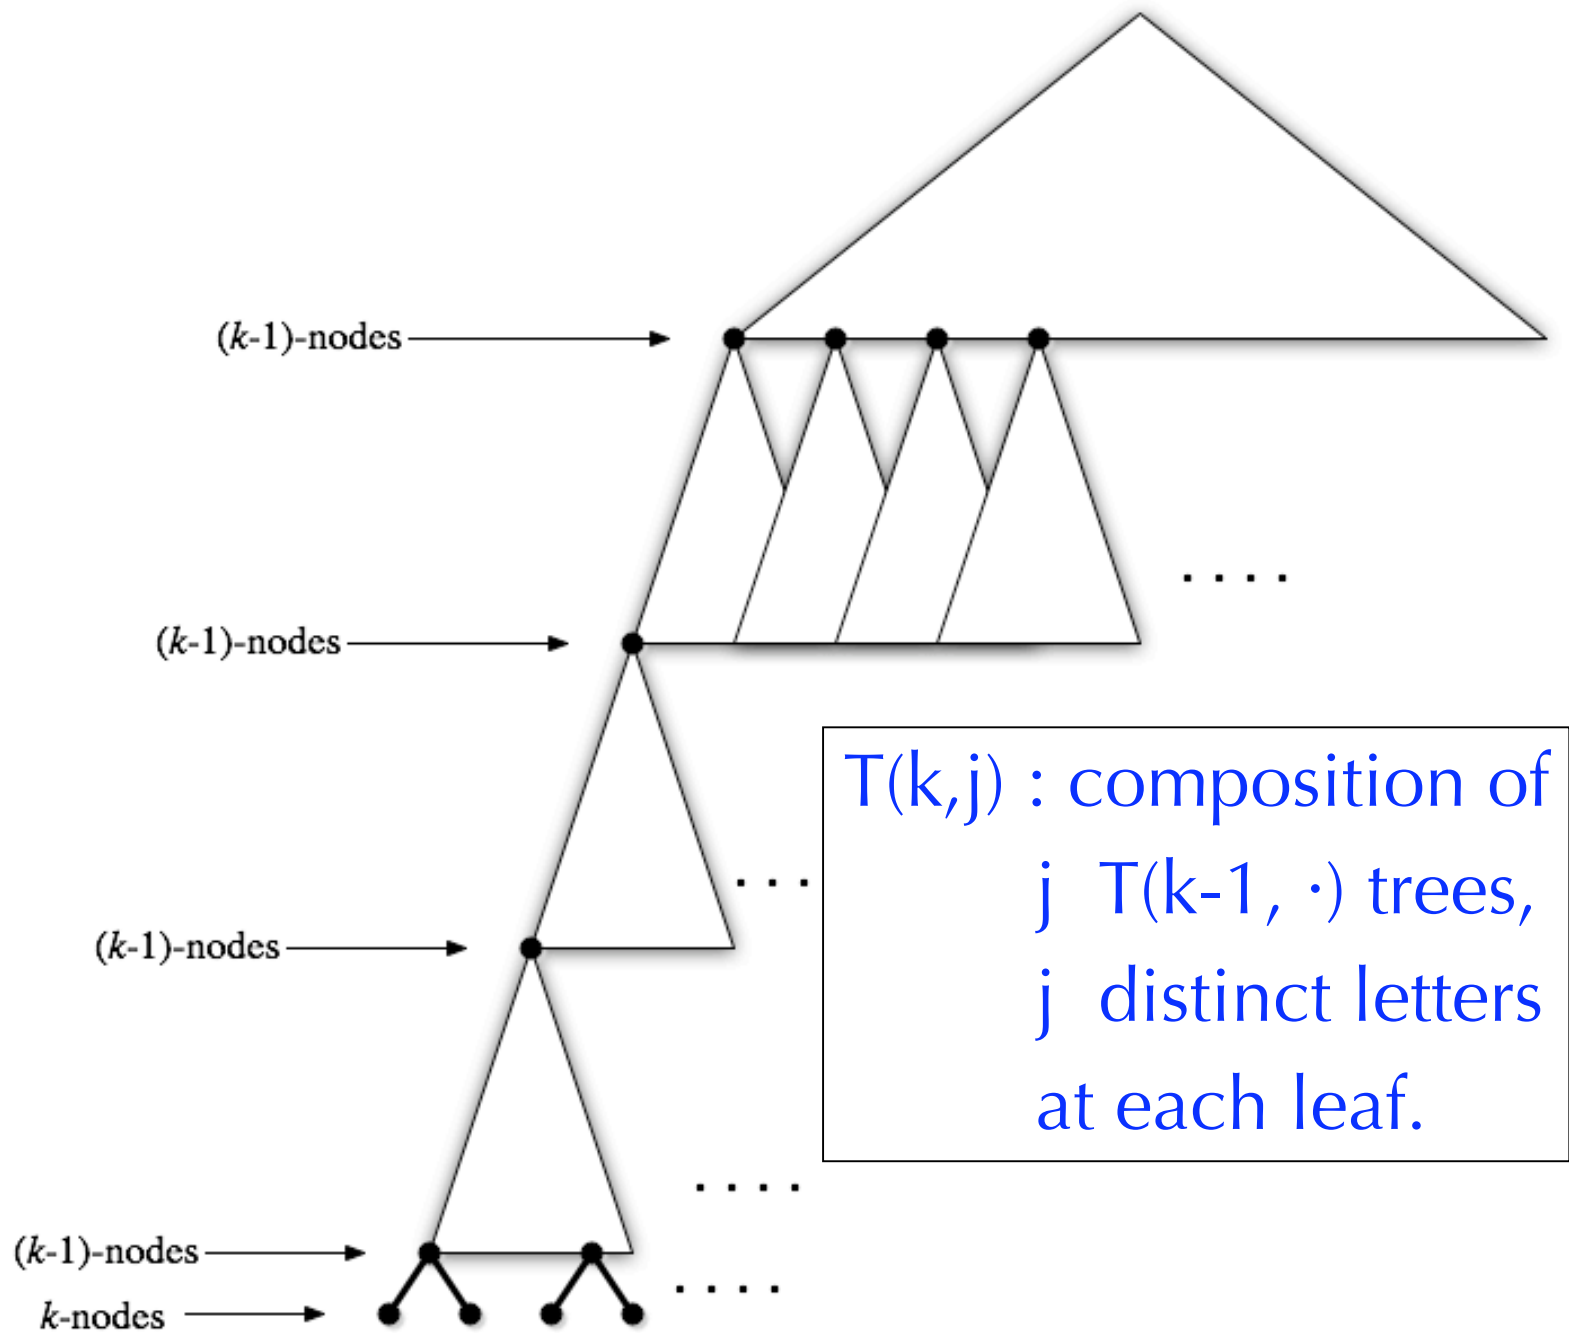 (k-1)-nodes
(k-1)-nodes
T(k,j) : composition of
j T(k-1, ·) trees,
j distinct letters
at each leaf.
(k-1)-nodes
(k-1)-nodes
k-nodes